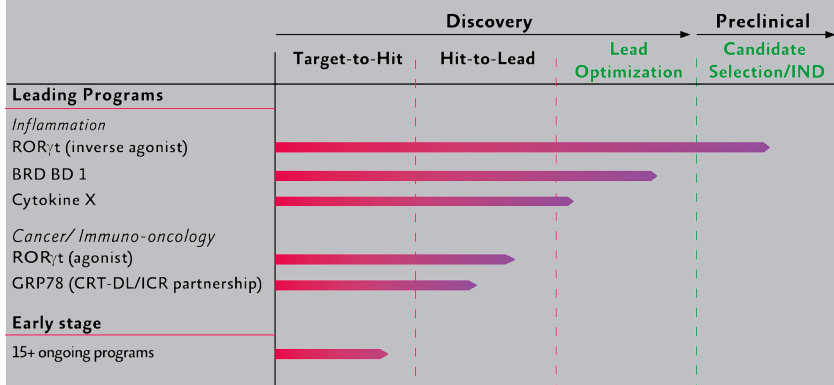 Discovery
Preclinical
Target-to-Hit
Hit-to-Lead
Lead
Optimization
Candidate
Selection/IND
Leading Programs
Inflammation
RORγt (inverse agonist)
BRD BD 1
Cytokine X
Cancer/ Immuno-oncology
RORγt (agonist)
GRP78 (CRT-DL/ICR partnership)
Early stage
15+ ongoing programs